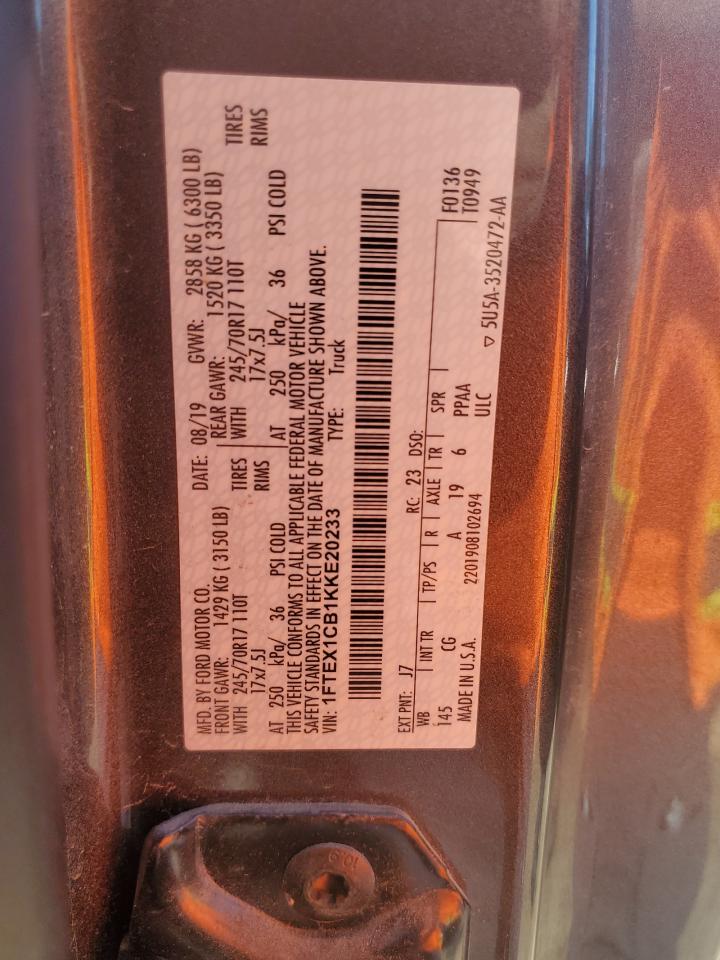 MFD. BY FORD MOTOR CO. DATE: 08/19 GVWR: 2858 KG ( 6300 LB)
FRONT GAWR: 1429 KG ( 3150 LB) REAR GAWR: 1520 KG ( 3350 LB)
WITH 245/70R17 110T TIRES WITH 245/70R17 110T TIRES
17x7.5J RIMS 17x7.5J RIMS
AT 250 kPa/ 36 PSI COLD AT 250 kPa/ 36 PSI COLD
THIS VEHICLE CONFORMS TO ALL APPLICABLE FEDERAL MOTOR VEHICLE
SAFETY STANDARDS IN EFFECT ON THE DATE OF MANUFACTURE SHOWN ABOVE.
VIN: 1FTEX1CB1KKE20233 TYPE: Truck
EXT PNT: J7 RC: 23 DSO: F0136
WB INT TR TP/PS R AXLE TR SPR T0949
145 CG A 19 6 PPAA
ULC
MADE IN U.S.A. 2201908102694 ▽ 5U5A-3520472-AA
10.9